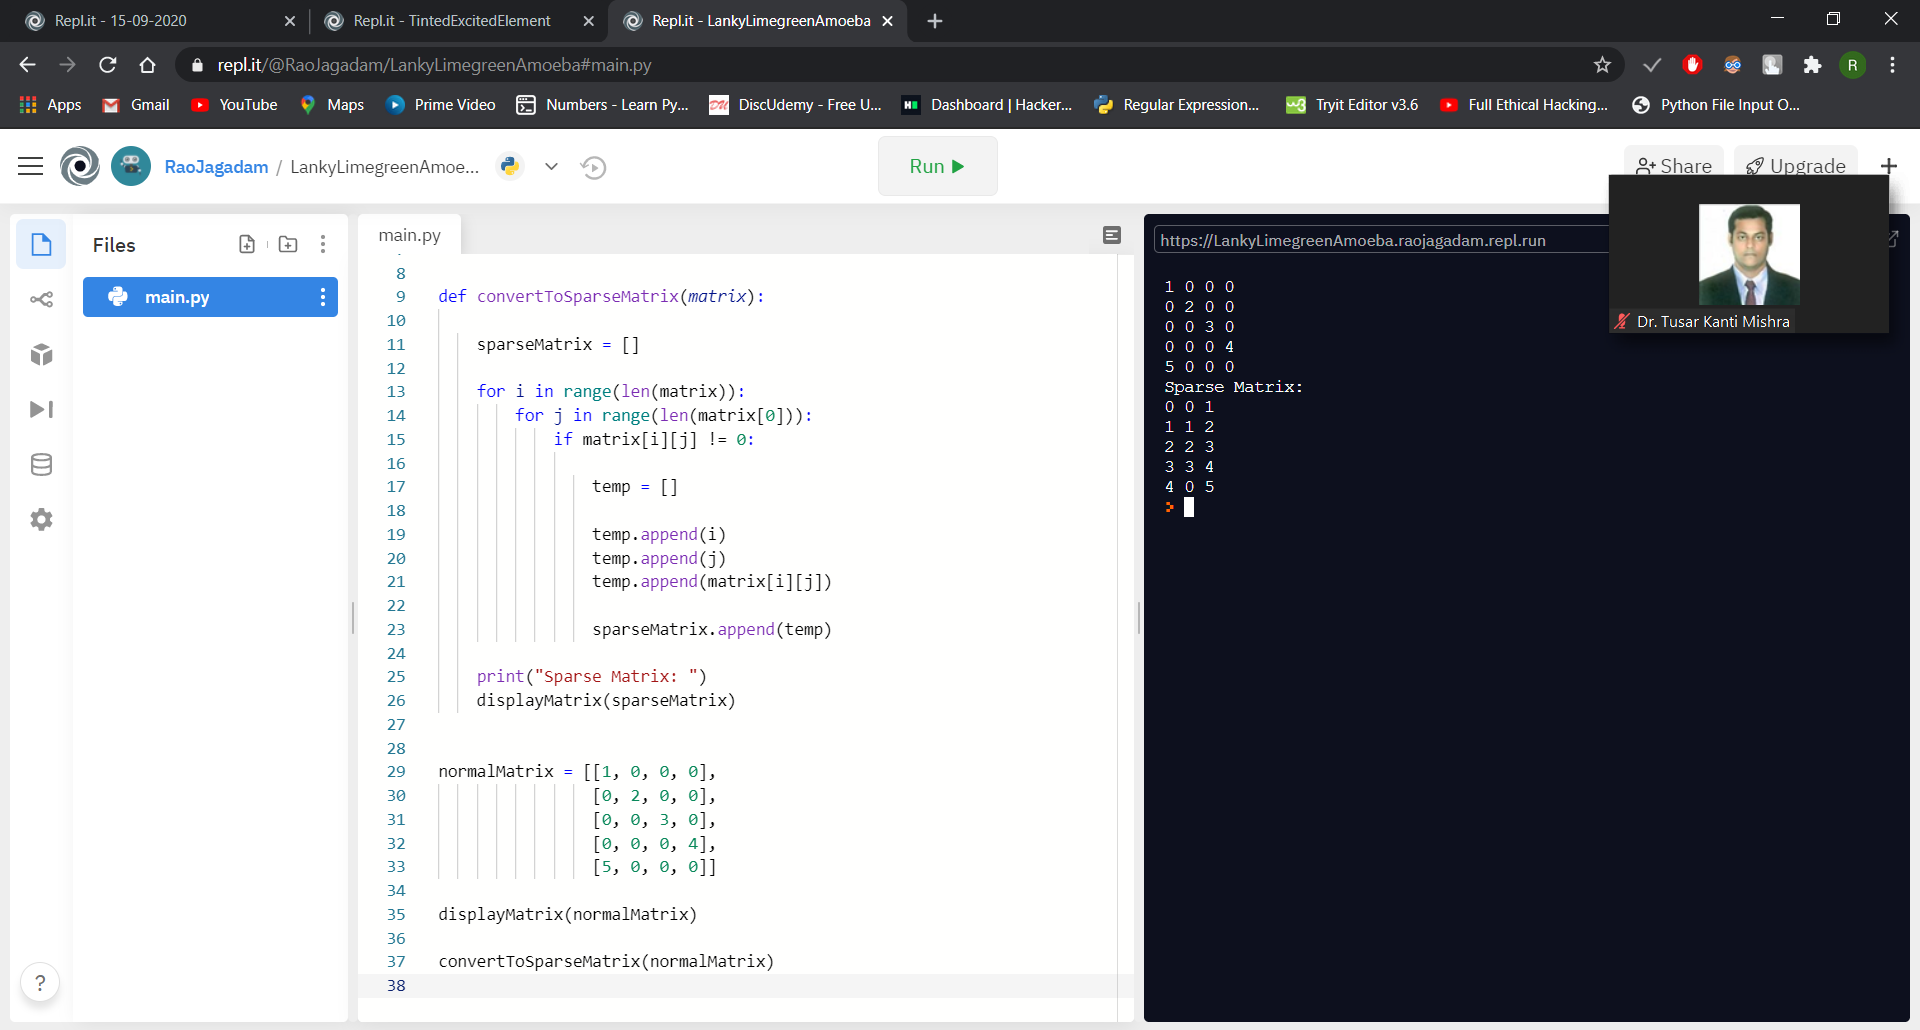 Repl.it - 15-09-2020
Repl.it - TintedExcitedElement
Repl.it - LankyLimegreenAmoeba
repl.it/@RaoJagadam/LankyLimegreenAmoeba#main.py
R
Apps
Gmail
YouTube
Maps
Prime Video
Numbers - Learn Py...
DU
DiscUdemy - Free U...
H
Dashboard | Hacker...
Regular Expression...
w3
Tryit Editor v3.6
Full Ethical Hacking...
Python File Input O...
RaoJagadam / LankyLimegreenAmoe...
Run
Share
Upgrade
Files
main.py
?
main.py
8
9 def convertToSparseMatrix(matrix):
10
11 sparseMatrix = []
12
13 for i in range(len(matrix)):
14 for j in range(len(matrix[0])):
15 if matrix[i][j] != 0:
16
17 temp = []
18
19 temp.append(i)
20 temp.append(j)
21 temp.append(matrix[i][j])
22
23 sparseMatrix.append(temp)
24
25 print("Sparse Matrix: ")
26 displayMatrix(sparseMatrix)
27
28
29 normalMatrix = [[1, 0, 0, 0],
30 [0, 2, 0, 0],
31 [0, 0, 3, 0],
32 [0, 0, 0, 4],
33 [5, 0, 0, 0]]
34
35 displayMatrix(normalMatrix)
36
37 convertToSparseMatrix(normalMatrix)
38
https://LankyLimegreenAmoeba.raojagadam.repl.run
1 0 0 0
0 2 0 0
0 0 3 0
0 0 0 4
5 0 0 0
Sparse Matrix:
0 0 1
1 1 2
2 2 3
3 3 4
4 0 5
>
Dr. Tusar Kanti Mishra